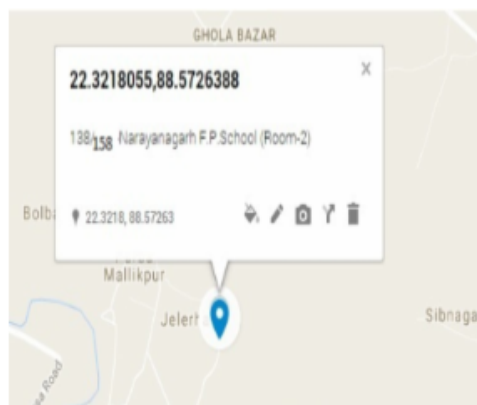 GHOLA BAZAR
22.3218055,88.5726388
138/158 Narayanagarh F.P.School (Room-2)
Bolba
22.3218, 88.57263
Mallikpur
Jelerh
Sibnaga
Road